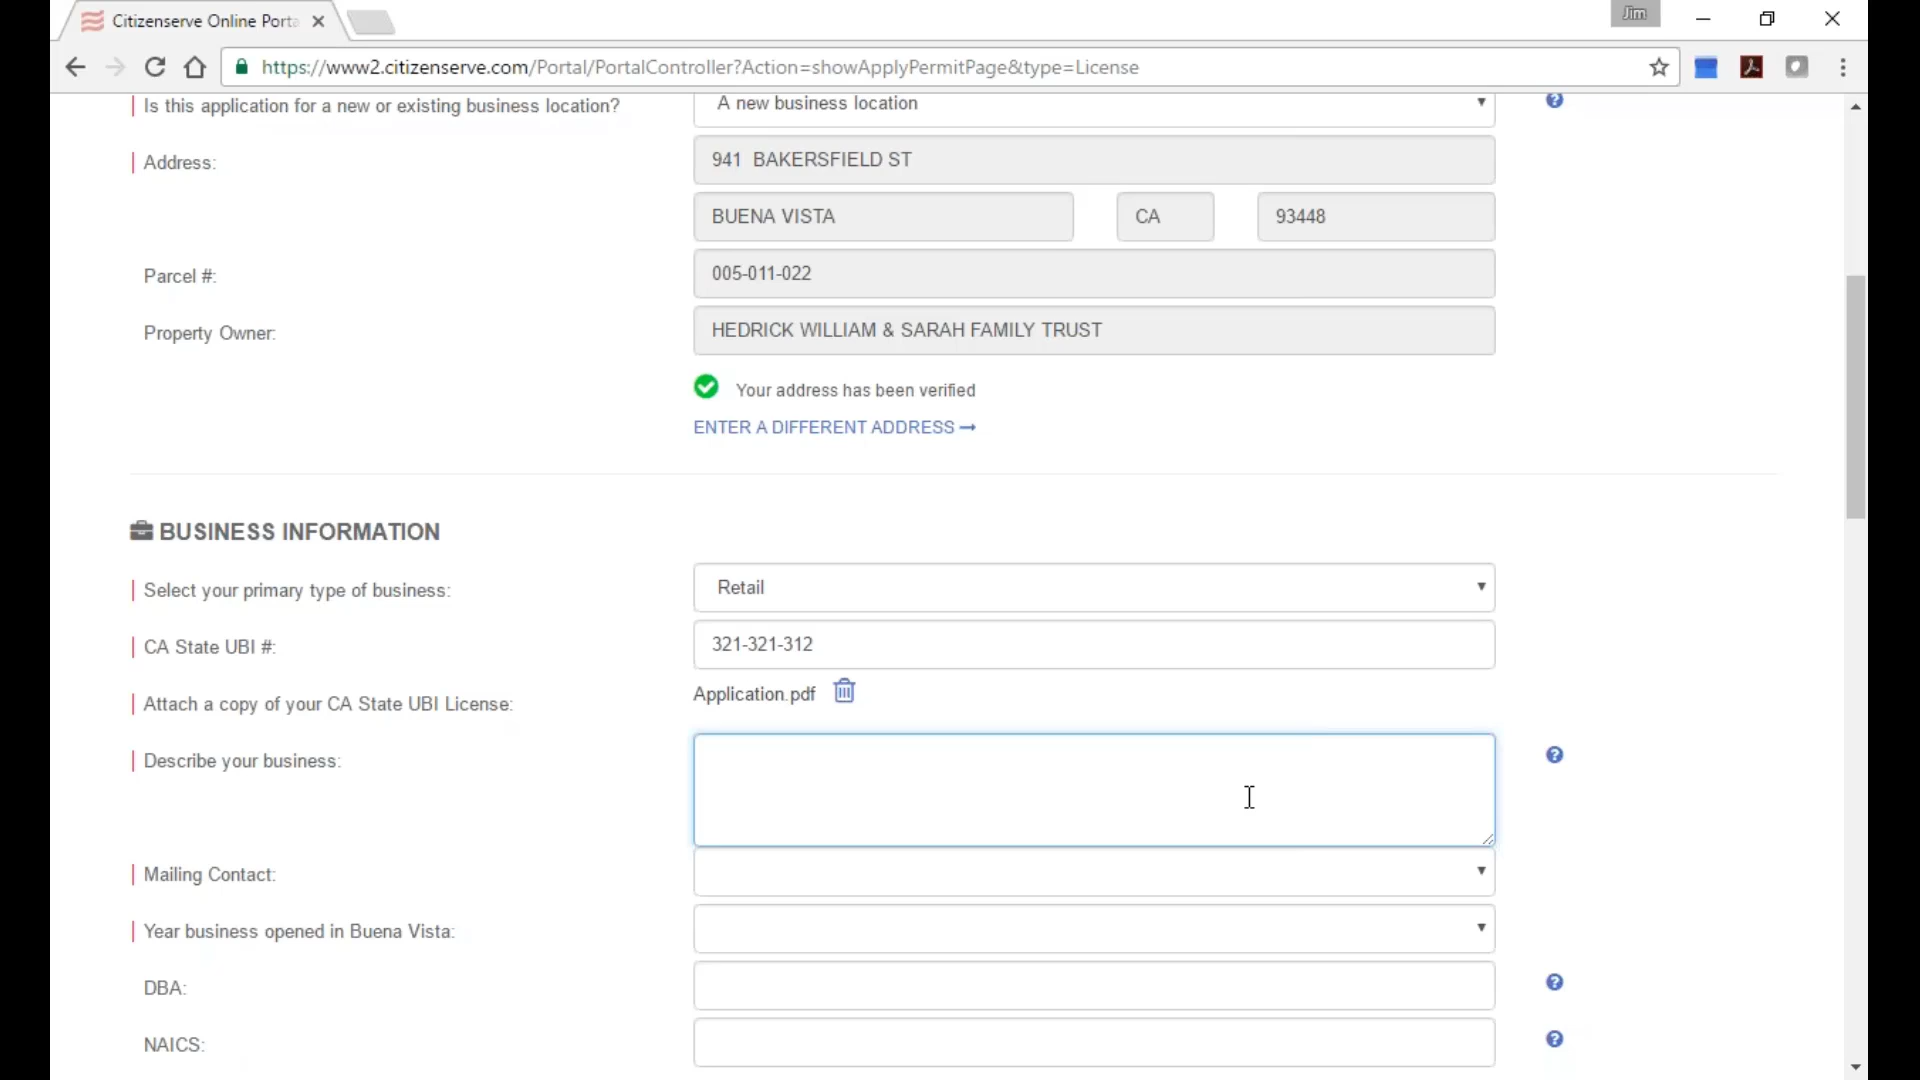 Citizenserve Online Porta
Jim
https://www2.citizenserve.com/Portal/PortalController?Action=showApplyPermitPage&type=License
Is this application for a new or existing business location?
A new business location
Address:
941 BAKERSFIELD ST
BUENA VISTA CA 93448
Parcel #:
005-011-022
Property Owner:
HEDRICK WILLIAM & SARAH FAMILY TRUST
Your address has been verified
ENTER A DIFFERENT ADDRESS
BUSINESS INFORMATION
Select your primary type of business:
Retail
CA State UBI #:
321-321-312
Attach a copy of your CA State UBI License:
Application.pdf
Describe your business:
Mailing Contact:
Year business opened in Buena Vista:
DBA:
NAICS: